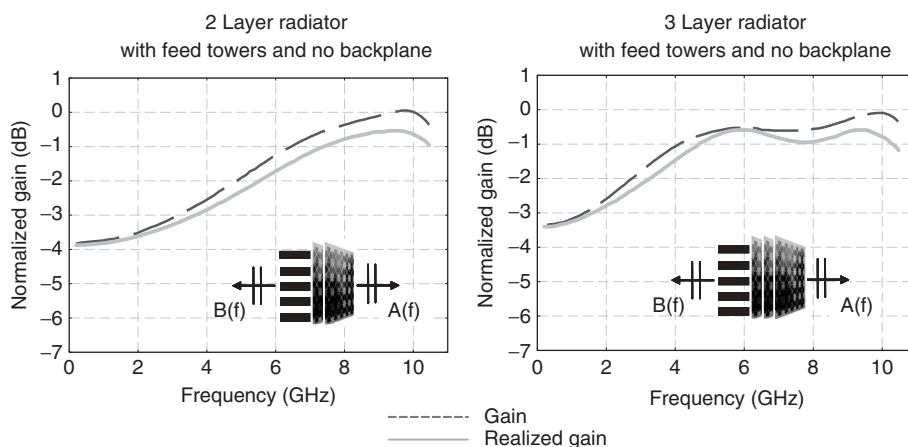 2 Layer radiator
with feed towers and no backplane
Normalized gain (dB)
1
0
–1
–2
–3
–4
–5
–6
–7
B(f)
A(f)
0 2 4 6 8 10
Frequency (GHz)
3 Layer radiator
with feed towers and no backplane
Normalized gain (dB)
1
0
–1
–2
–3
–4
–5
–6
–7
B(f)
A(f)
0 2 4 6 8 10
Frequency (GHz)
Gain
Realized gain